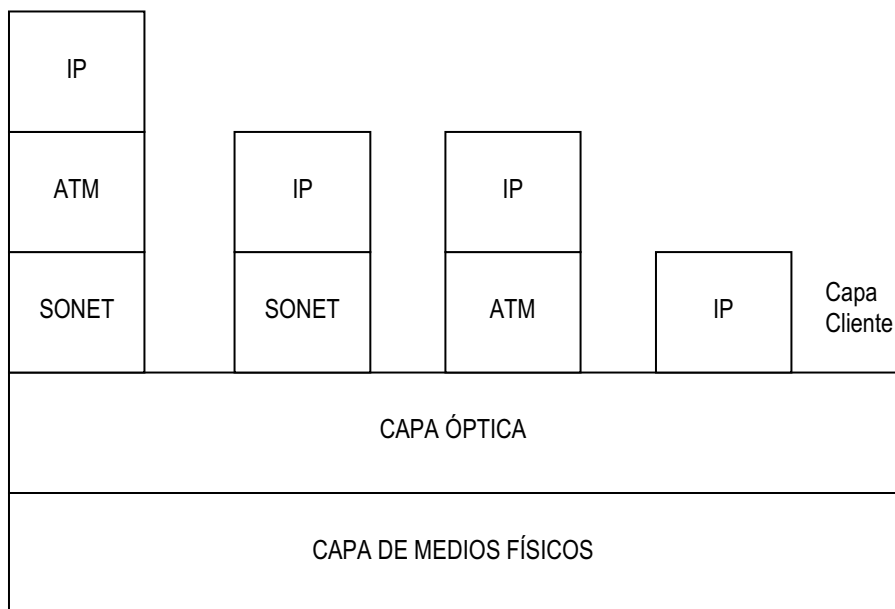 IP
ATM
IP
IP
SONET
SONET
ATM
IP
Capa
Cliente
CAPA ÓPTICA
CAPA DE MEDIOS FÍSICOS